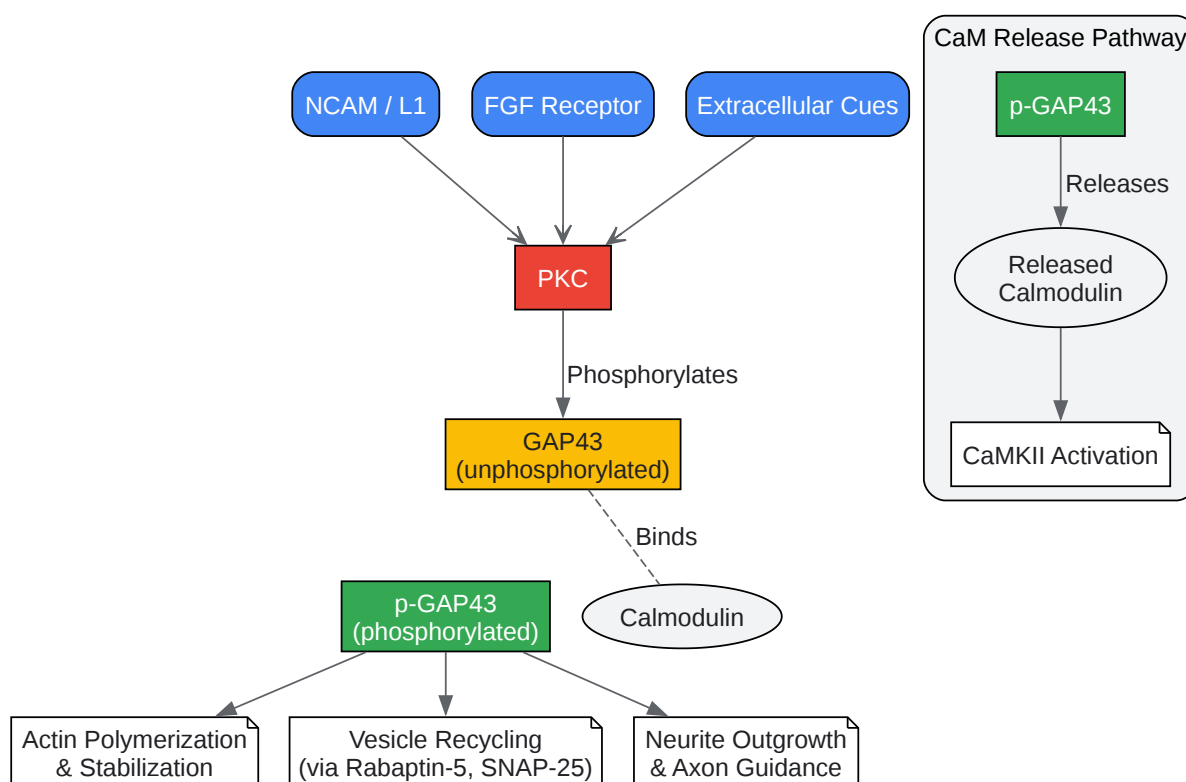 CaM Release Pathway
NCAM / L1
FGF Receptor
Extracellular Cues
p-GAP43
Releases
PKC
Released
Calmodulin
Phosphorylates
GAP43
(unphosphorylated)
CaMKII Activation
Binds
p-GAP43
(phosphorylated)
Calmodulin
Actin Polymerization
& Stabilization
Vesicle Recycling
(via Rabaptin-5, SNAP-25)
Neurite Outgrowth
& Axon Guidance